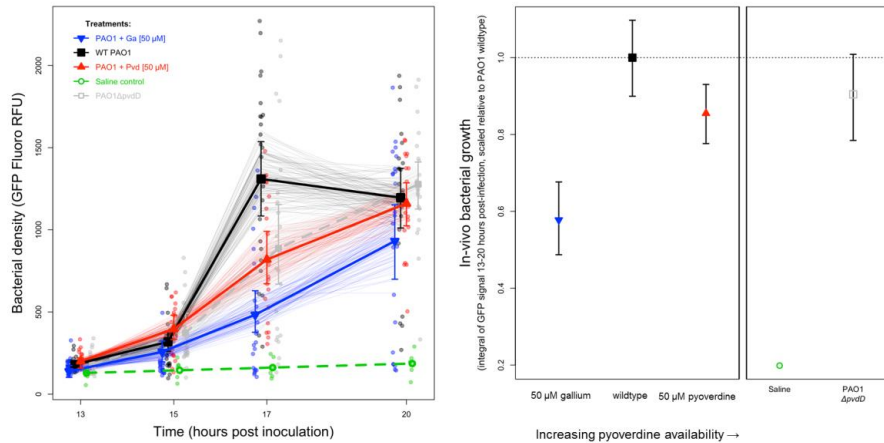 Treatments:
PAO1 + Ga [50 µM]
WT PAO1
PAO1 + Pvd [50 µM]
Saline control
PAO1ΔpvdD
Bacterial density (GFP Fluoro RFU)
2000
1500
1000
500
0
13
15
17
20
Time (hours post inoculation)
In-vivo bacterial growth
(integral of GFP signal 13-20 hours post-infection, scaled relative to PAO1 wildtype)
1.0
0.8
0.6
0.4
0.2
50 µM gallium
wildtype
50 µM pyoverdine
Saline
PAO1
ΔpvdD
Increasing pyoverdine availability →